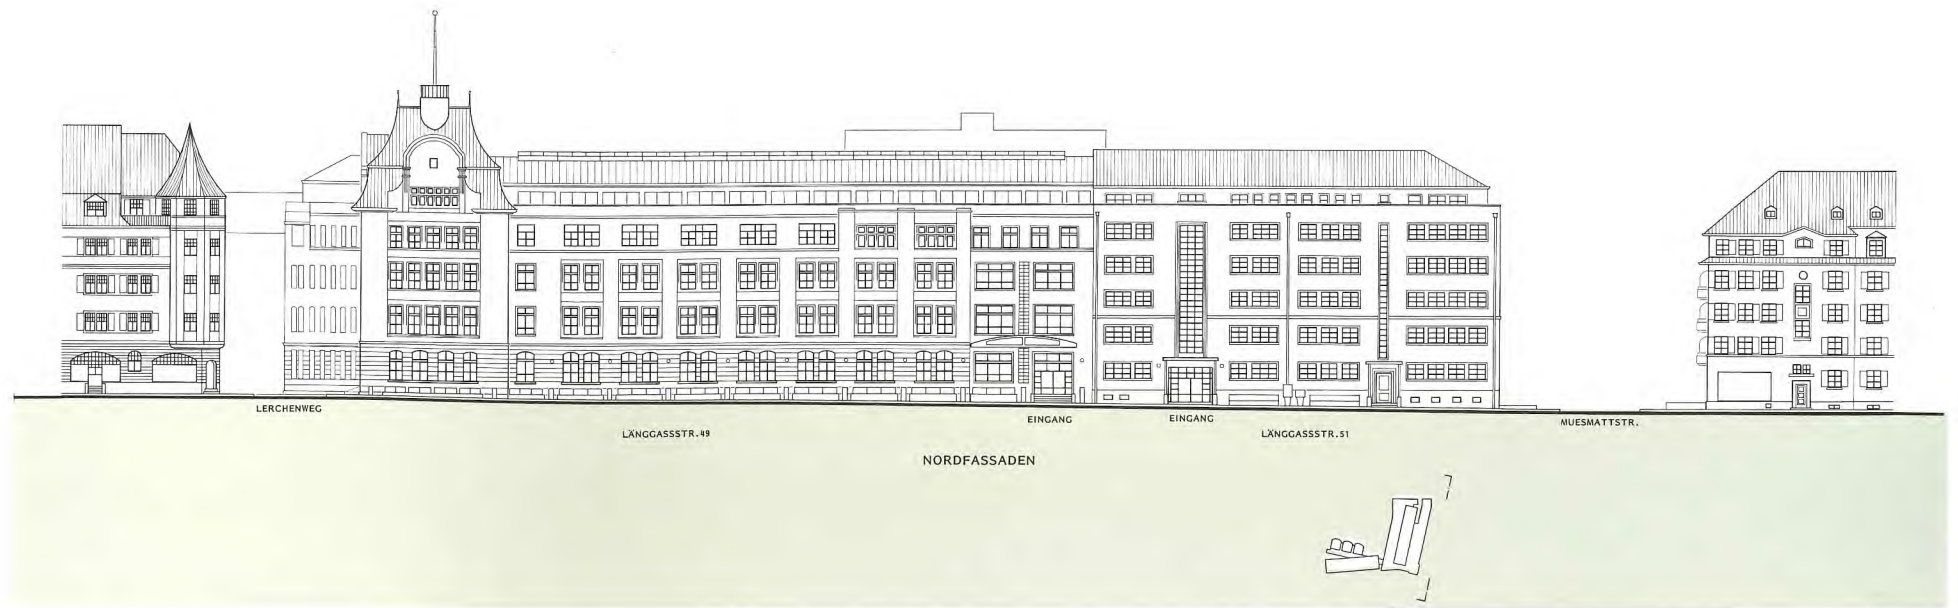 LERCHENWEG
LÄNGGASSSTR.49
EINGANG
EINGANG
LÄNGGASSSTR.51
MUESMATTSTR.
NORDFASSADEN